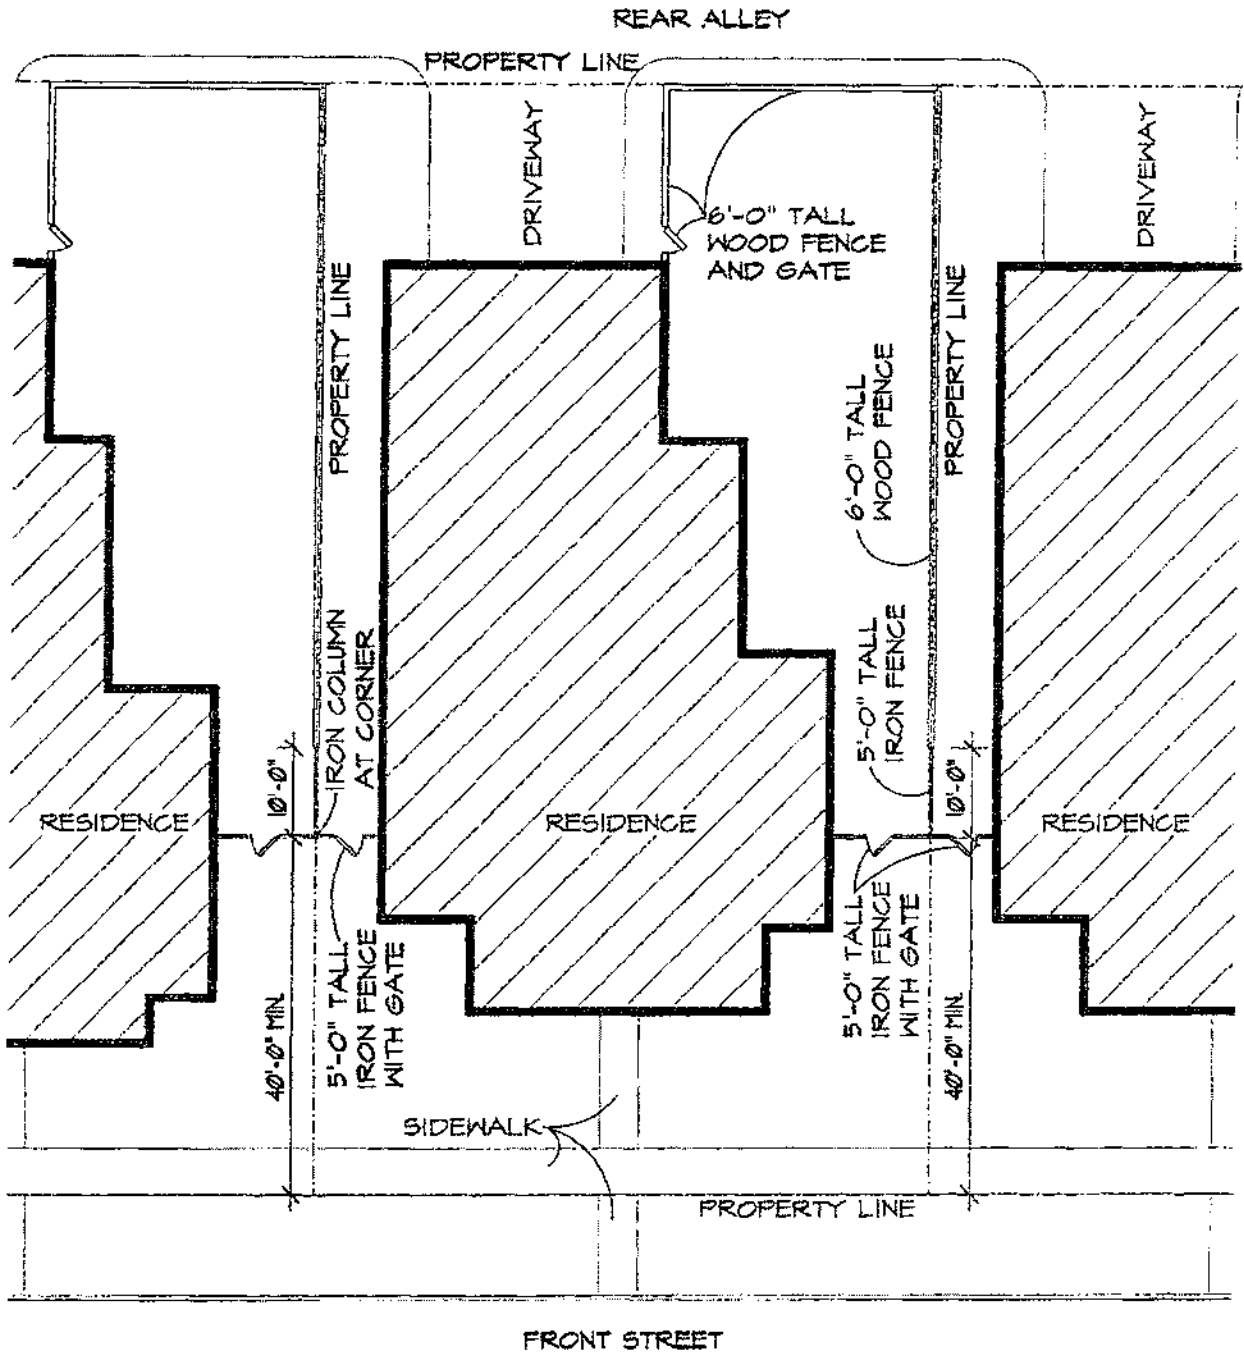 REAR ALLEY
PROPERTY LINE
DRIVEWAY
DRIVEWAY
6'-0" TALL
WOOD FENCE
AND GATE
PROPERTY LINE
PROPERTY LINE
6'-0" TALL
WOOD FENCE
IRON COLUMN
AT CORNER
5'-0" TALL
IRON FENCE
10'-0"
10'-0"
RESIDENCE
RESIDENCE
RESIDENCE
5'-0" TALL
IRON FENCE
WITH GATE
5'-0" TALL
IRON FENCE
WITH GATE
40'-0" MIN.
40'-0" MIN.
SIDEWALK
PROPERTY LINE
FRONT STREET